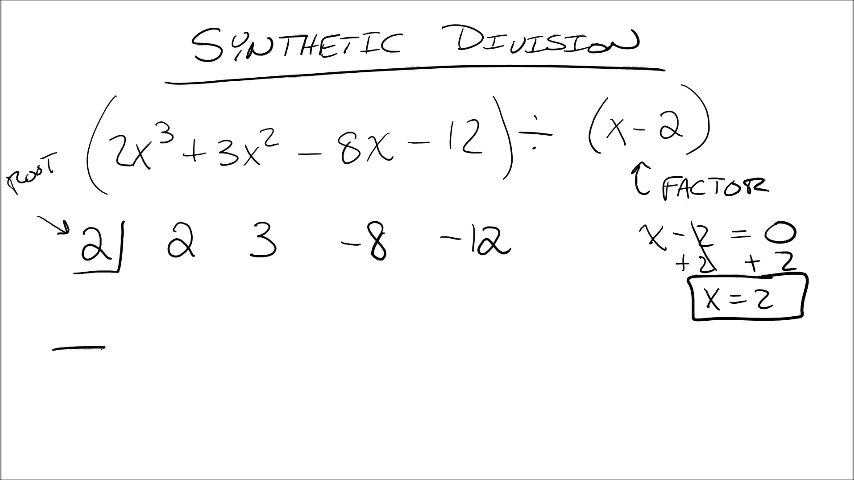 SYNTHETIC DIVISION
(2x³ + 3x² - 8x - 12) ÷ (x - 2)
ROOT
FACTOR
2 2 3 -8 -12
x - 2 = 0
+2 +2
x = 2